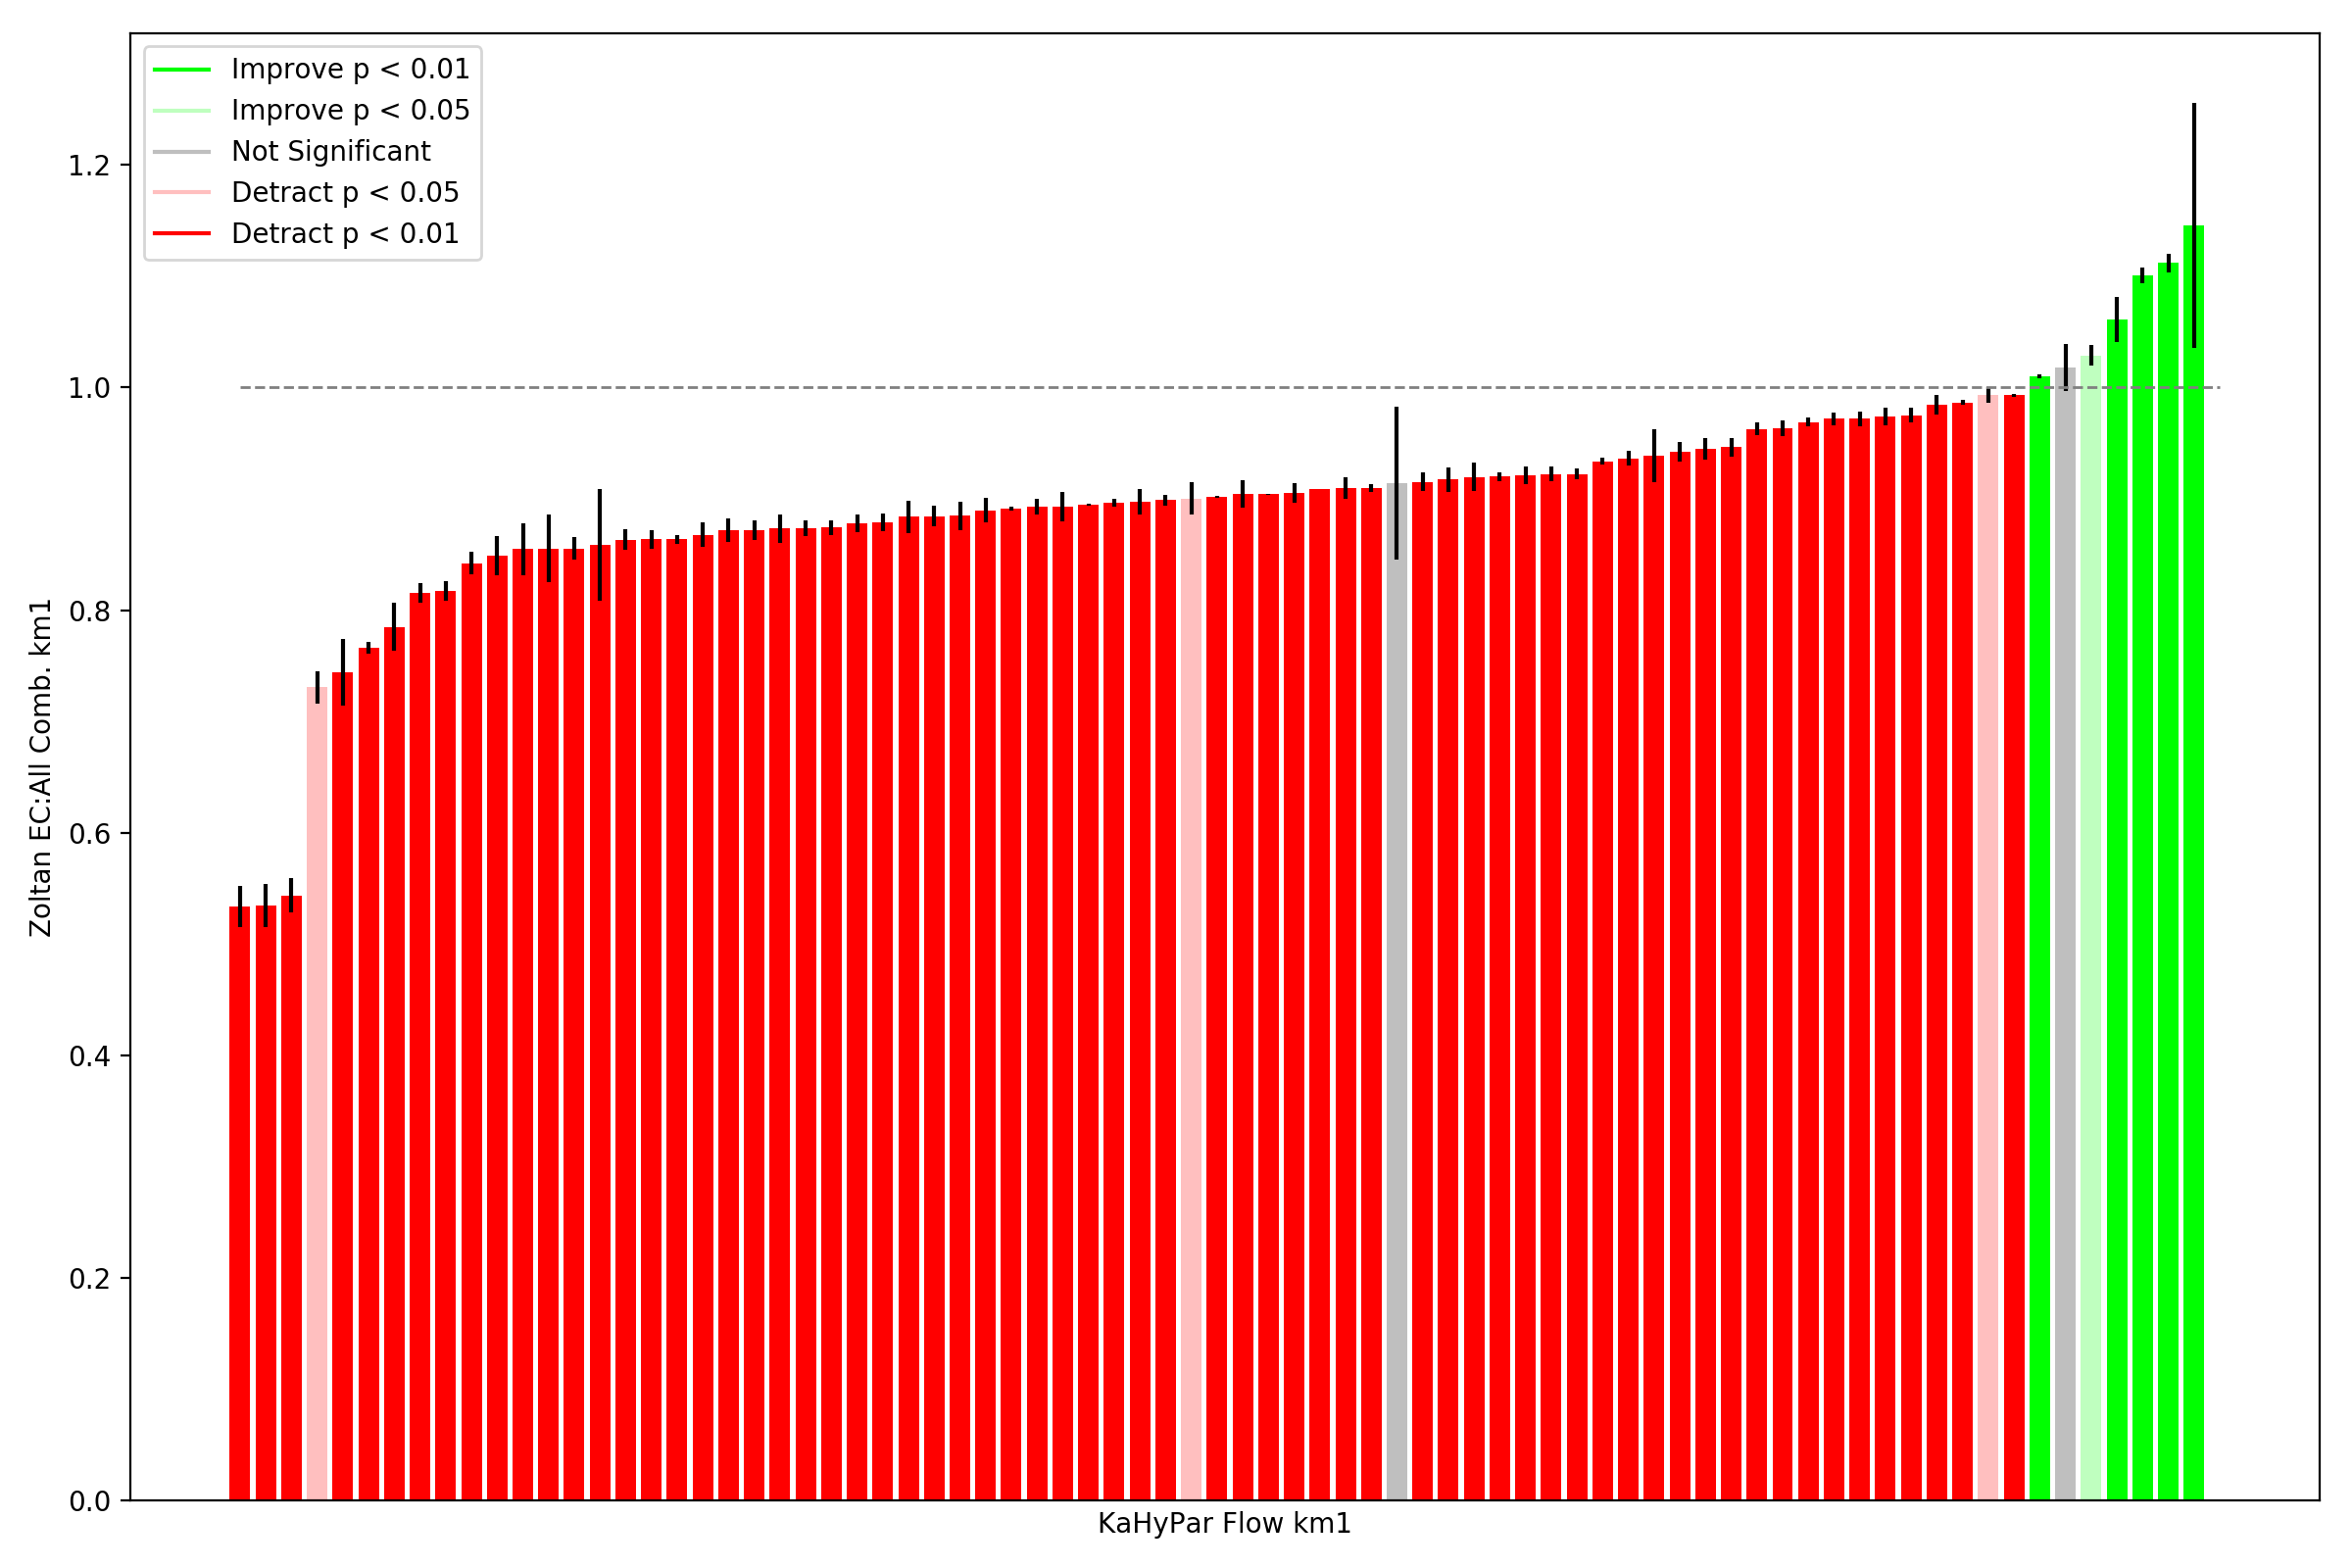 Improve p < 0.01
Improve p < 0.05
Not Significant
Detract p < 0.05
Detract p < 0.01
1.2
1.0
0.8
0.6
0.4
0.2
0.0
Zoltan EC:All Comb. km1
KaHyPar Flow km1